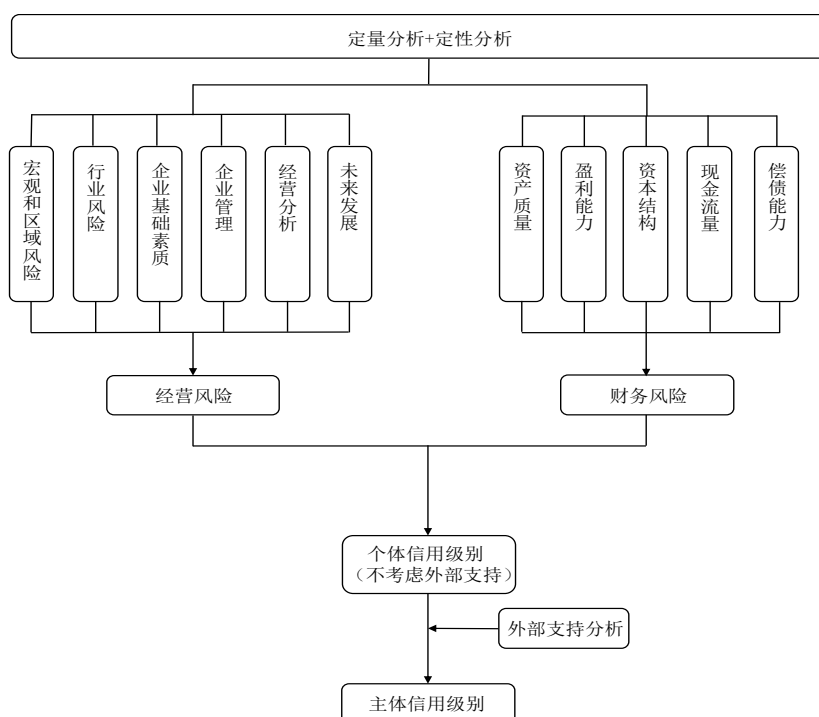 定量分析+定性分析
宏观和区域风险
行业风险
企业基础素质
企业管理
经营分析
未来发展
资产质量
盈利能力
资本结构
现金流量
偿债能力
经营风险
财务风险
个体信用级别
（不考虑外部支持）
外部支持分析
主体信用级别